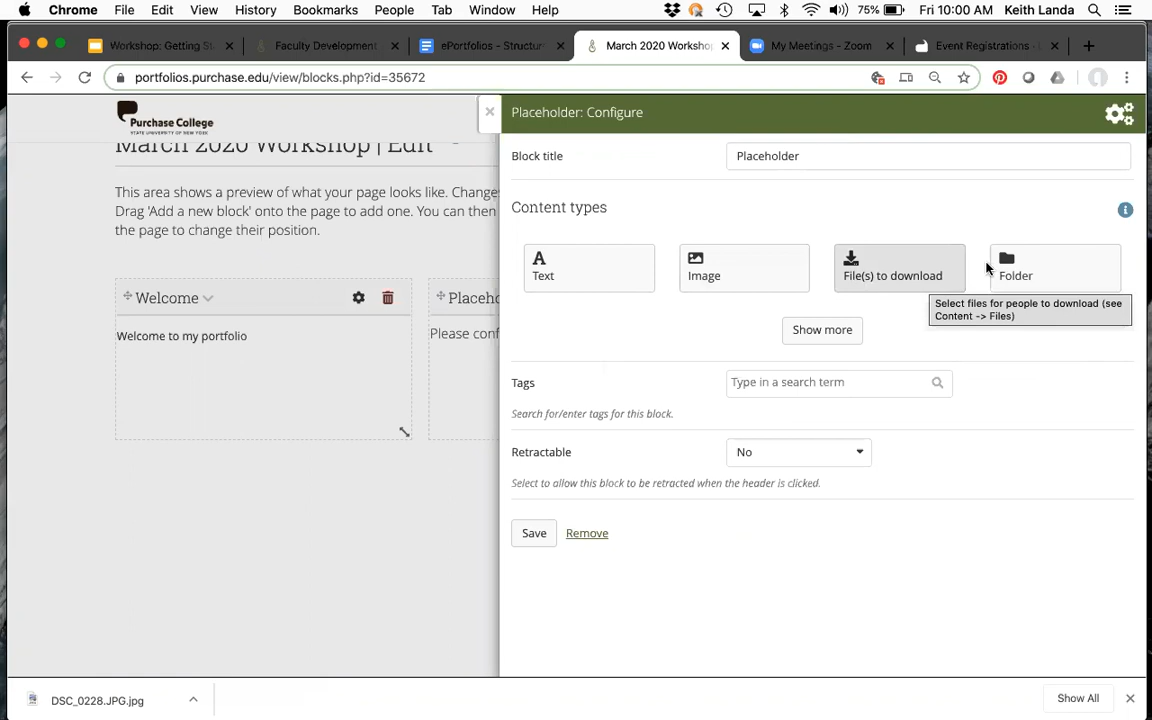 Chrome File Edit View History Bookmarks People Tab Window Help 75% Fri 10:00 AM Keith Landa
Workshop: Getting St
Faculty Development
ePortfolios - Structu
March 2020 Worksho
My Meetings - Zoom
Event Registrations -
portfolios.purchase.edu/view/blocks.php?id=35672
Purchase College
STATE UNIVERSITY OF NEW YORK
March 2020 Workshop | Edit
This area shows a preview of what your page looks like. Change
Drag 'Add a new block' onto the page to add one. You can then
the page to change their position.
Welcome
Welcome to my portfolio
Placeho
Please conf
Placeholder: Configure
Block title
Placeholder
Content types
Text
Image
File(s) to download
Folder
Select files for people to download (see
Content -> Files)
Show more
Tags
Type in a search term
Search for/enter tags for this block.
Retractable
No
Select to allow this block to be retracted when the header is clicked.
Save Remove
DSC_0228.JPG.jpg
Show All